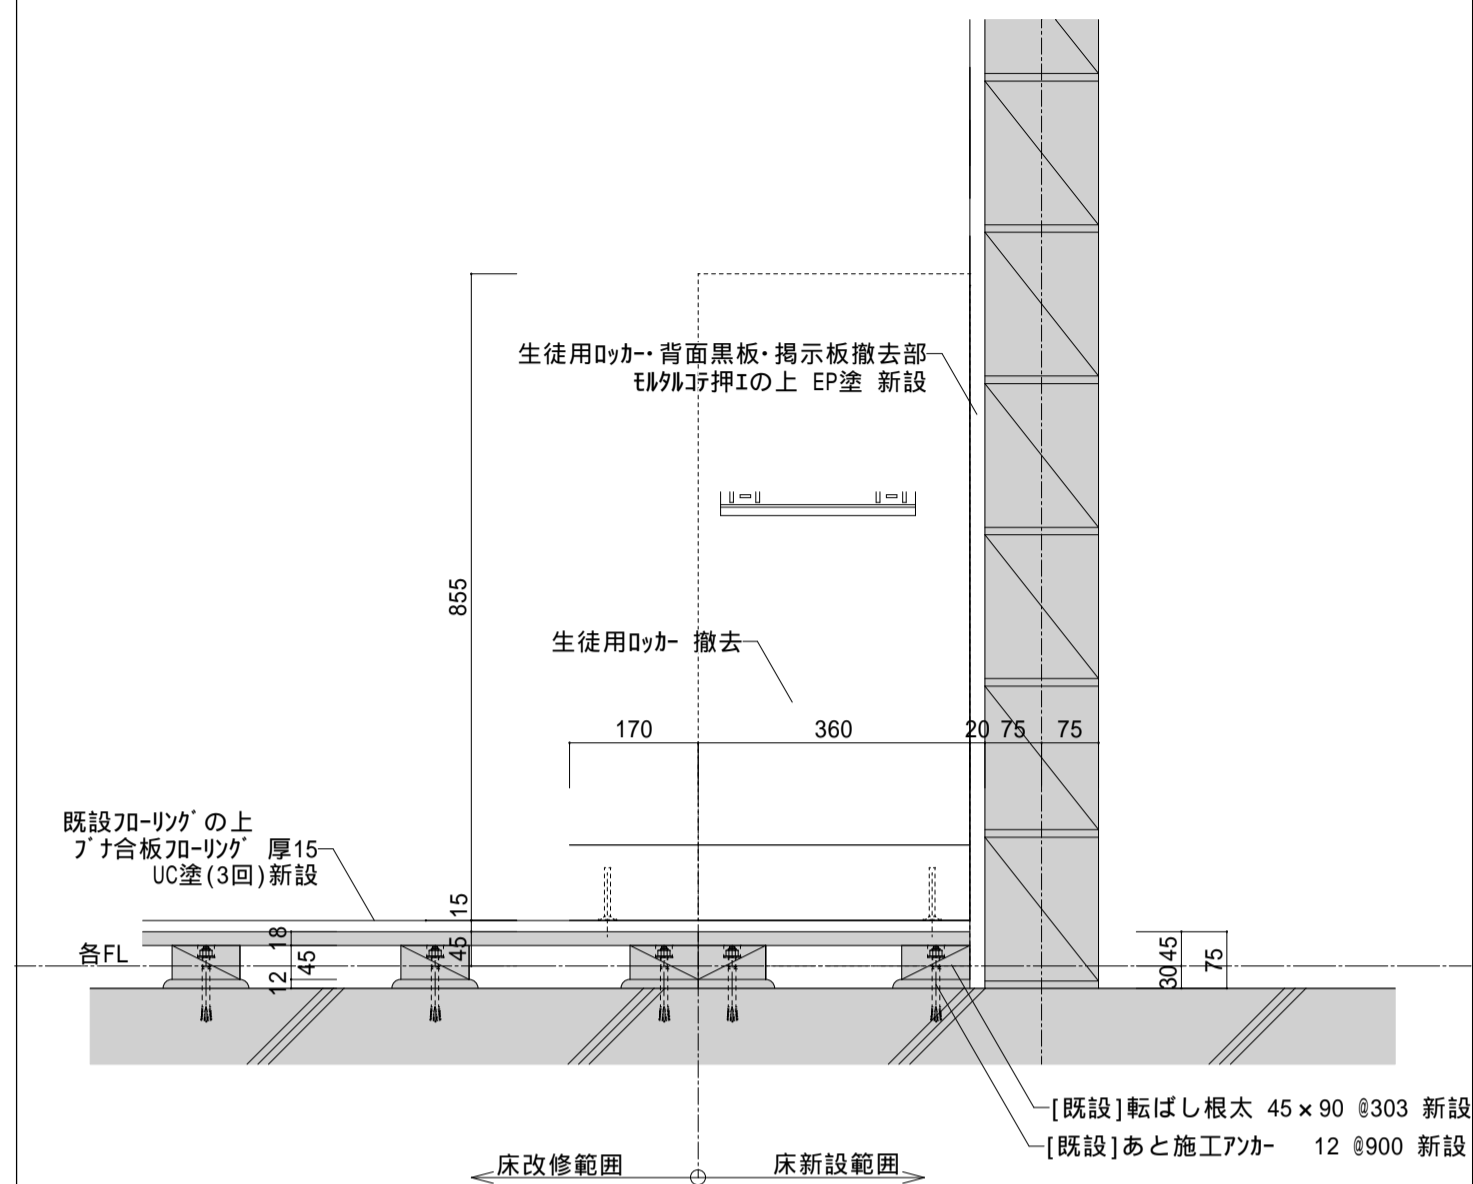 生徒用ﾛｯｶｰ・背面黒板・掲示板撤去部
ﾓﾙﾀﾙｺﾃ押ｴの上 EP塗 新設
855
生徒用ﾛｯｶｰ 撤去
170
360
20
75
75
既設ﾌﾛｰﾘﾝｸﾞの上
ﾌﾞﾅ合板ﾌﾛｰﾘﾝｸﾞ 厚15
UC塗(3回)新設
15
各FL
18
45
12
45
45
30
75
[既設]転ばし根太 45×90 @303 新設
[既設]あと施工ｱﾝｶｰ 12 @900 新設
床改修範囲
床新設範囲